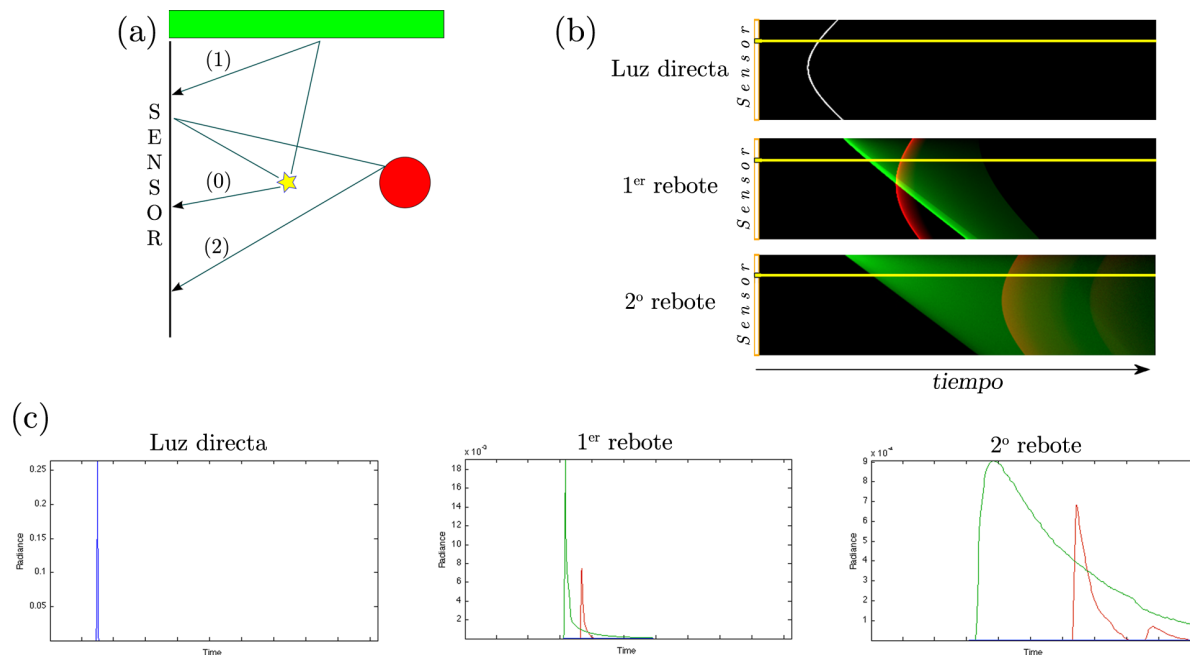 (a)
(1)
SENSOR
(0)
(2)
(b)
Luz directa
Sensor
1er rebote
Sensor
2o rebote
Sensor
tiempo
(c)
Luz directa
0.25
0.2
0.15
0.1
0.05
Radiance
Time
1er rebote
x 10-3
18
16
14
12
10
8
6
4
2
Radiance
Time
2o rebote
x 10-4
9
8
7
6
5
4
3
2
1
Radiance
Time